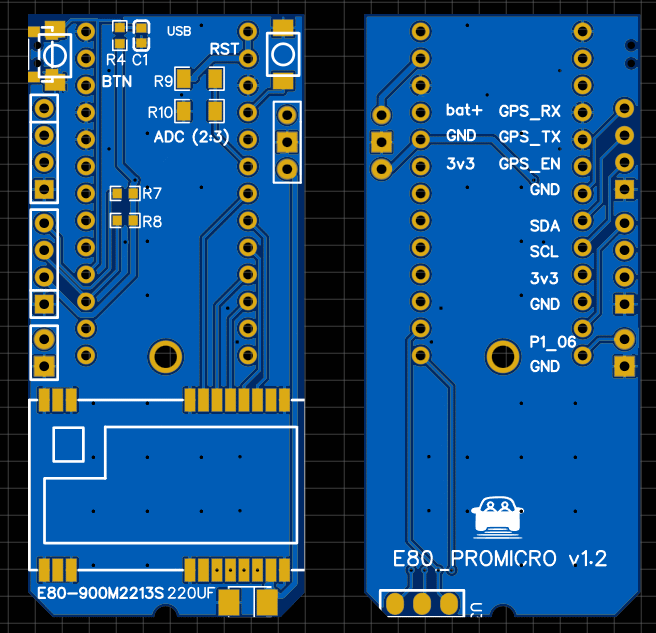 USB
R4 C1
RST
R9
BTN
R10
ADC (2:3)
R7
R8
E80-900M2213S 220UF
bat+ GPS_RX
GND GPS_TX
3v3 GPS_EN
GND
SDA
SCL
3v3
GND
P1_06
GND
E80_PROMICRO v1.2